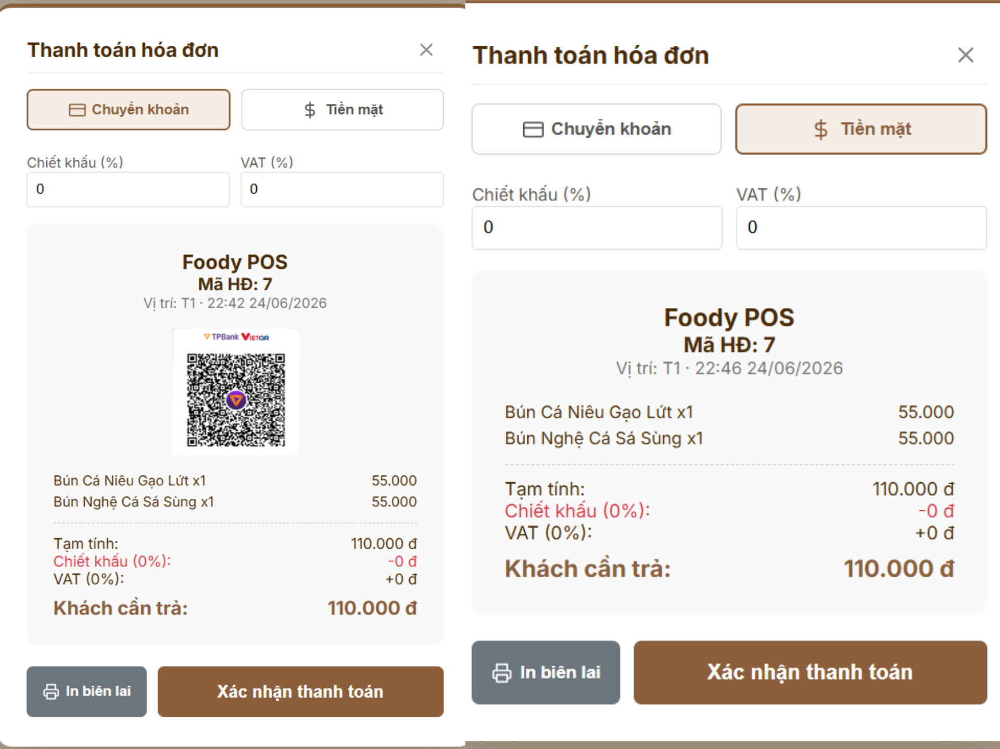 Thanh toán hóa đơn
Chuyển khoản
$ Tiền mặt
Chiết khấu (%)
VAT (%)
0
0
Foody POS
Mã HĐ: 7
Vị trí: T1 · 22:42 24/06/2026
TPBank VIETQR
Bún Cá Niêu Gạo Lứt x1 55.000
Bún Nghệ Cá Sá Sùng x1 55.000
Tạm tính: 110.000 đ
Chiết khấu (0%): -0 đ
VAT (0%): +0 đ
Khách cần trả: 110.000 đ
In biên lai
Xác nhận thanh toán
Thanh toán hóa đơn
Chuyển khoản
$ Tiền mặt
Chiết khấu (%)
VAT (%)
0
0
Foody POS
Mã HĐ: 7
Vị trí: T1 · 22:46 24/06/2026
Bún Cá Niêu Gạo Lứt x1 55.000
Bún Nghệ Cá Sá Sùng x1 55.000
Tạm tính: 110.000 đ
Chiết khấu (0%): -0 đ
VAT (0%): +0 đ
Khách cần trả: 110.000 đ
In biên lai
Xác nhận thanh toán